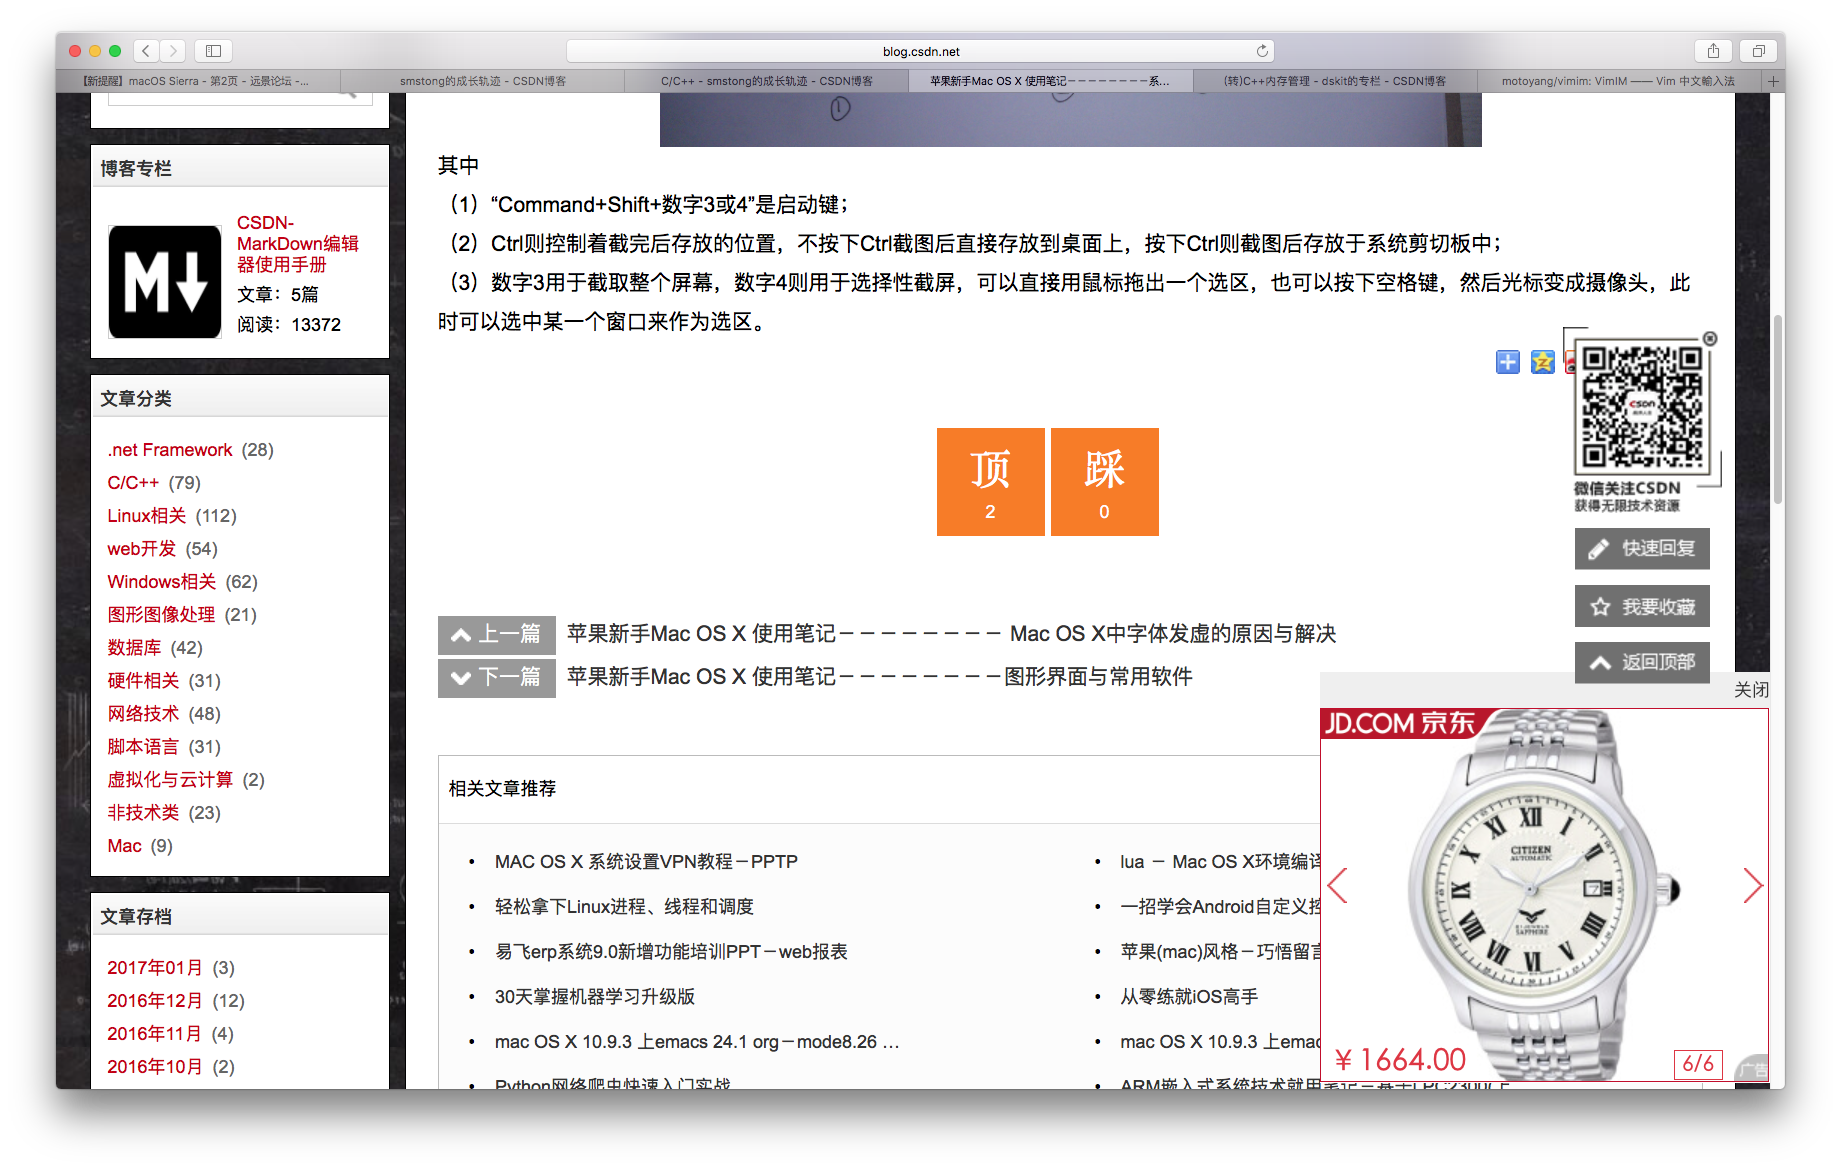 blog.csdn.net
【新提醒】macOS Sierra - 第2页 - 远景论坛 -...
smstong的成长轨迹 - CSDN博客
C/C++ - smstong的成长轨迹 - CSDN博客
苹果新手Mac OS X 使用笔记－－－－－－－－系...
(转)C++内存管理 - dskit的专栏 - CSDN博客
motoyang/vimim: VimIM —— Vim 中文輸入法
博客专栏
CSDN-
MarkDown编辑
器使用手册
文章：5篇
阅读：13372
文章分类
.net Framework (28)
C/C++ (79)
Linux相关 (112)
web开发 (54)
Windows相关 (62)
图形图像处理 (21)
数据库 (42)
硬件相关 (31)
网络技术 (48)
脚本语言 (31)
虚拟化与云计算 (2)
非技术类 (23)
Mac (9)
文章存档
2017年01月 (3)
2016年12月 (12)
2016年11月 (4)
2016年10月 (2)
①
其中
（1）“Command+Shift+数字3或4”是启动键；
（2）Ctrl则控制着截完后存放的位置，不按下Ctrl截图后直接存放到桌面上，按下Ctrl则截图后存放于系统剪切板中；
（3）数字3用于截取整个屏幕，数字4则用于选择性截屏，可以直接用鼠标拖出一个选区，也可以按下空格键，然后光标变成摄像头，此
时可以选中某一个窗口来作为选区。
顶
2
踩
0
上一篇 苹果新手Mac OS X 使用笔记－－－－－－－－ Mac OS X中字体发虚的原因与解决
下一篇 苹果新手Mac OS X 使用笔记－－－－－－－－图形界面与常用软件
相关文章推荐
• MAC OS X 系统设置VPN教程－PPTP
• 轻松拿下Linux进程、线程和调度
• 易飞erp系统9.0新增功能培训PPT－web报表
• 30天掌握机器学习升级版
• mac OS X 10.9.3 上emacs 24.1 org－mode8.26 ...
• Python网络爬虫快速入门实战
• lua － Mac OS X环境编译
• 一招学会Android自定义控
• 苹果(mac)风格－巧悟留言
• 从零练就iOS高手
• mac OS X 10.9.3 上emac
• ARM嵌入式系统技术就用笔记－基于LPC2300CF
csdn
微信关注CSDN
获得无限技术资源
快速回复
我要收藏
返回顶部
关闭
JD.COM 京东
XII I II III IV V VI VII VIII IX X XI
CITIZEN
AUTOMATIC
7
21 JEWELS
SAPPHIRE
¥1664.00
6/6
广告